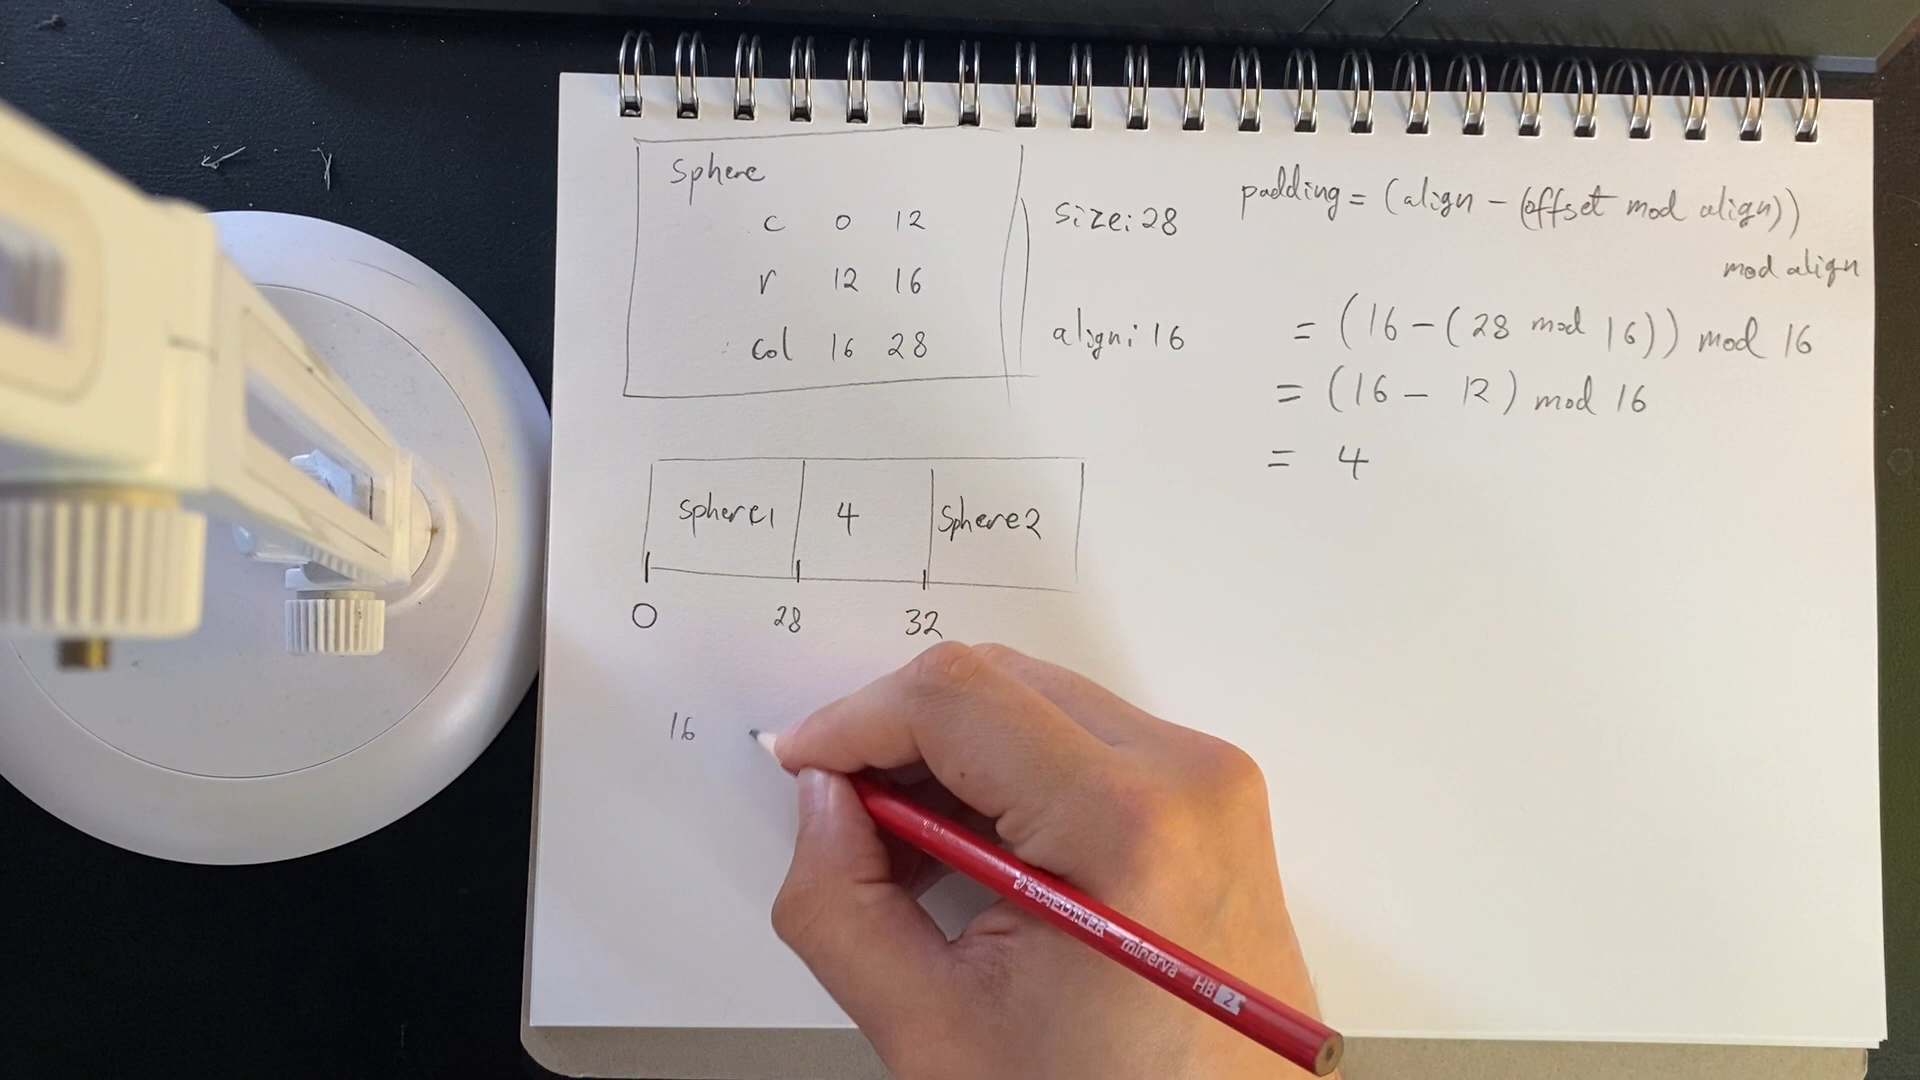 Sphere
c 0 12
r 12 16
col 16 28
size: 28
align: 16
padding = (align - (offset mod align))
mod align
= (16 - (28 mod 16)) mod 16
= (16 - 12) mod 16
= 4
Sphere1 4 Sphere2
0 28 32
16
STAEDTLER minerva HB 2